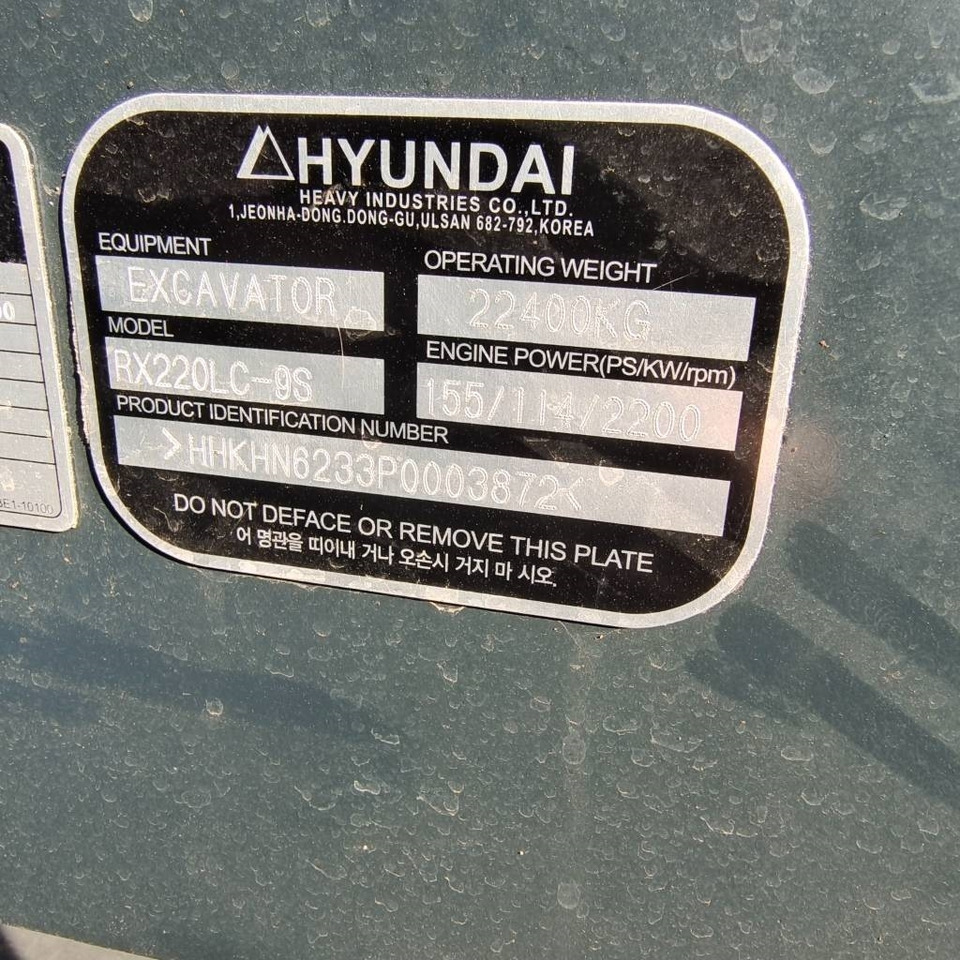 HYUNDAI
HEAVY INDUSTRIES CO.,LTD.
1,JEONHA-DONG.DONG-GU,ULSAN 682-792,KOREA
EQUIPMENT
EXCAVATOR
OPERATING WEIGHT
22400KG
MODEL
RX220LC-9S
ENGINE POWER(PS/KW/rpm)
155/114/2200
PRODUCT IDENTIFICATION NUMBER
>HHKHN6233P0003872<
DO NOT DEFACE OR REMOVE THIS PLATE
어 명관을 띠이내 거나 오손시 거지 마 시오.